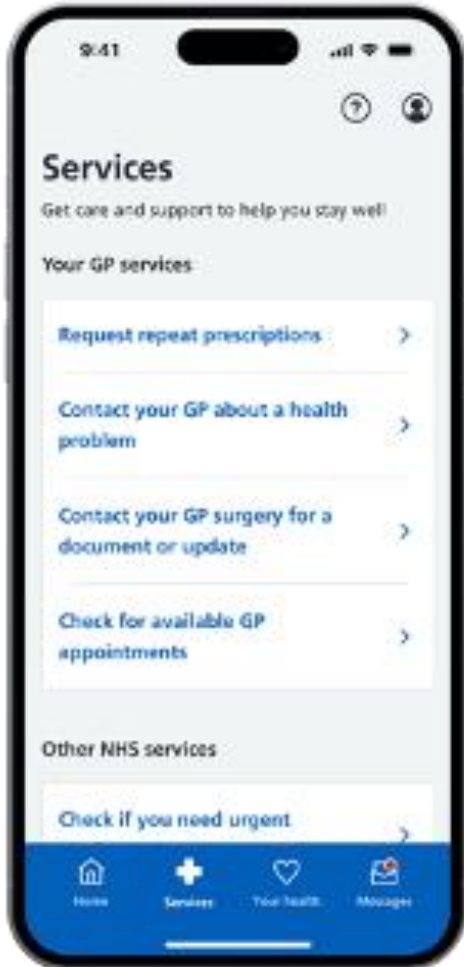 9:41
Services
Get care and support to help you stay well
Your GP services
Request repeat prescriptions
Contact your GP about a health
problem
Contact your GP surgery for a
document or update
Check for available GP
appointments
Other NHS services
Check if you need urgent
Home Services Your health Messages